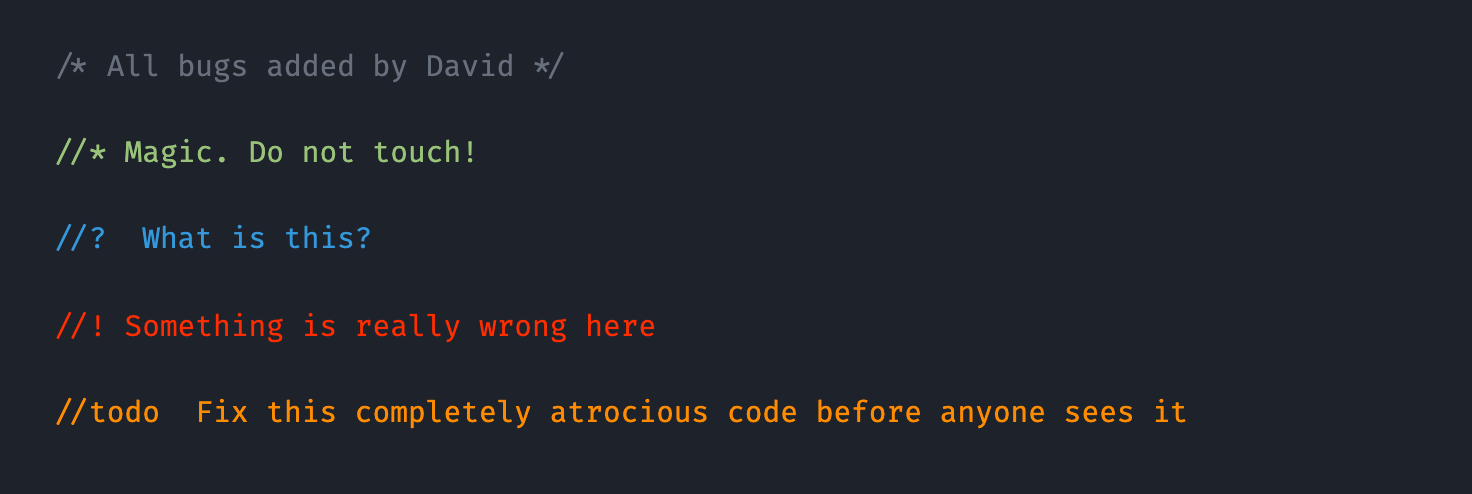 /* All bugs added by David */
//* Magic. Do not touch!
//?  What is this?
//! Something is really wrong here
//todo  Fix this completely atrocious code before anyone sees it